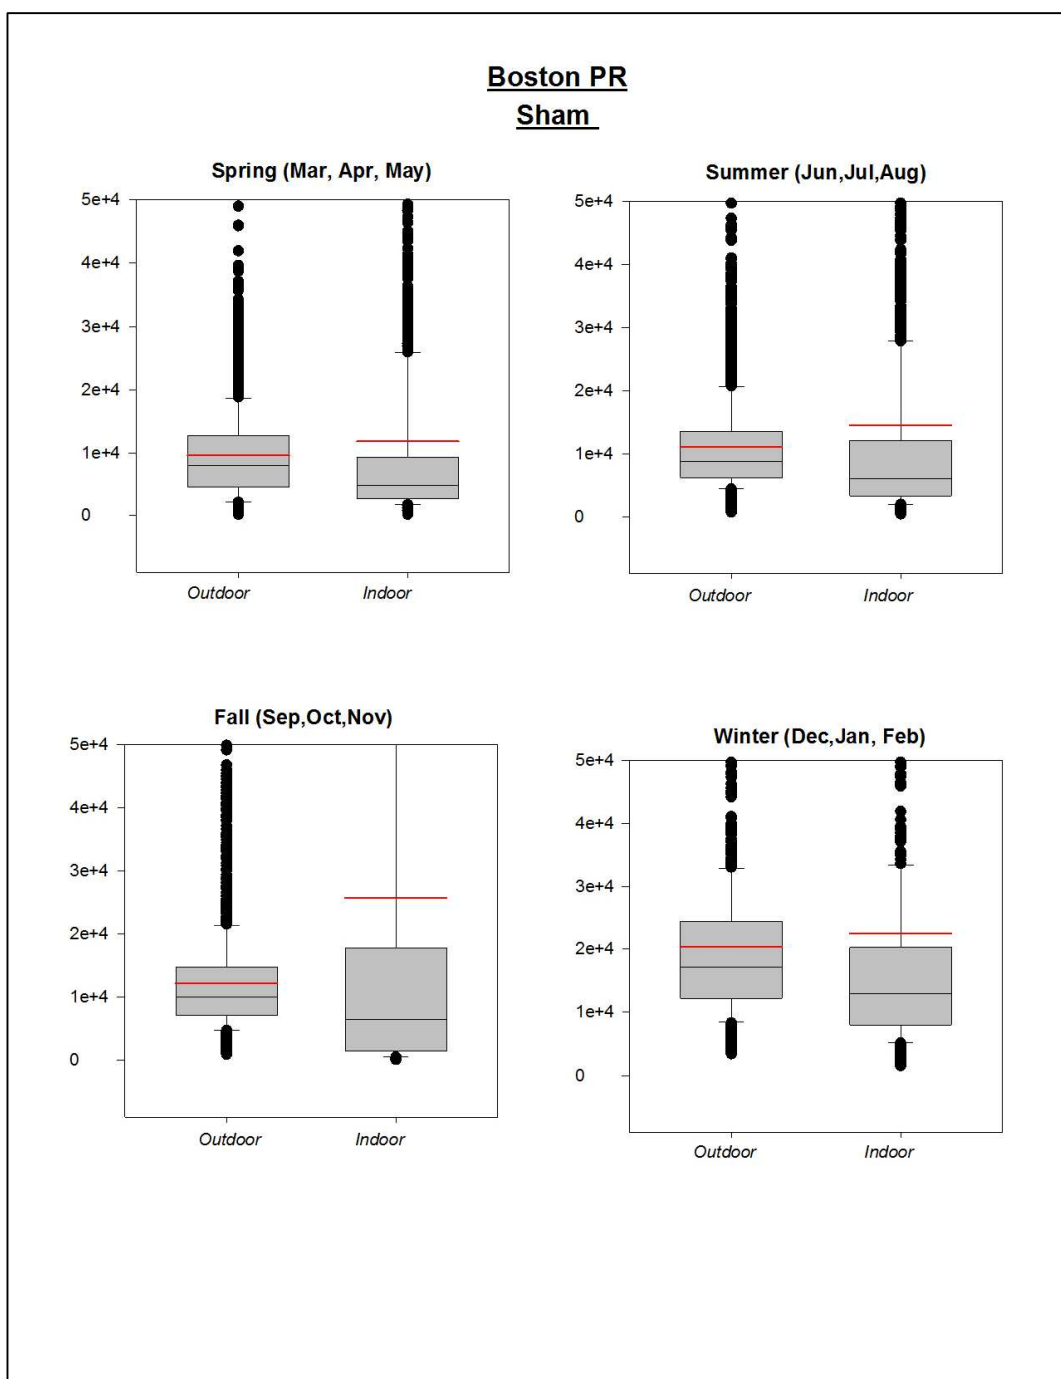 Boston PR
Sham
Spring (Mar, Apr, May)
5e+4
4e+4
3e+4
2e+4
1e+4
0
Outdoor Indoor
Summer (Jun,Jul,Aug)
5e+4
4e+4
3e+4
2e+4
1e+4
0
Outdoor Indoor
Fall (Sep,Oct,Nov)
5e+4
4e+4
3e+4
2e+4
1e+4
0
Outdoor Indoor
Winter (Dec,Jan, Feb)
5e+4
4e+4
3e+4
2e+4
1e+4
0
Outdoor Indoor